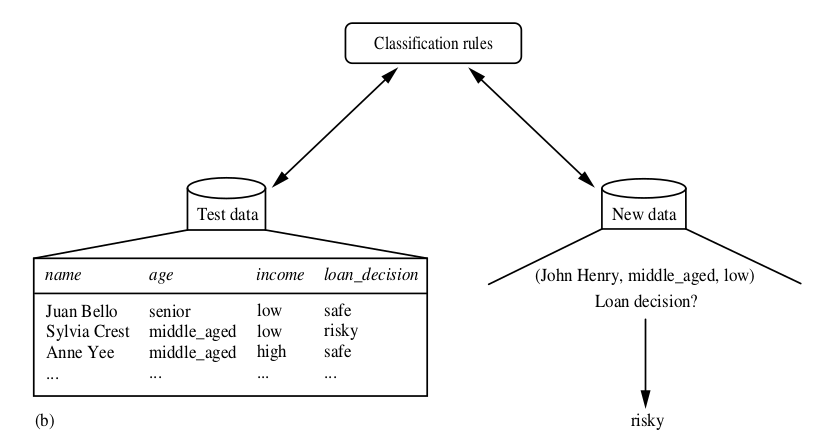 Classification rules
Test data
name age income loan_decision
Juan Bello senior low safe
Sylvia Crest middle_aged low risky
Anne Yee middle_aged high safe
... ... ... ...
New data
(John Henry, middle_aged, low)
Loan decision?
risky
(b)